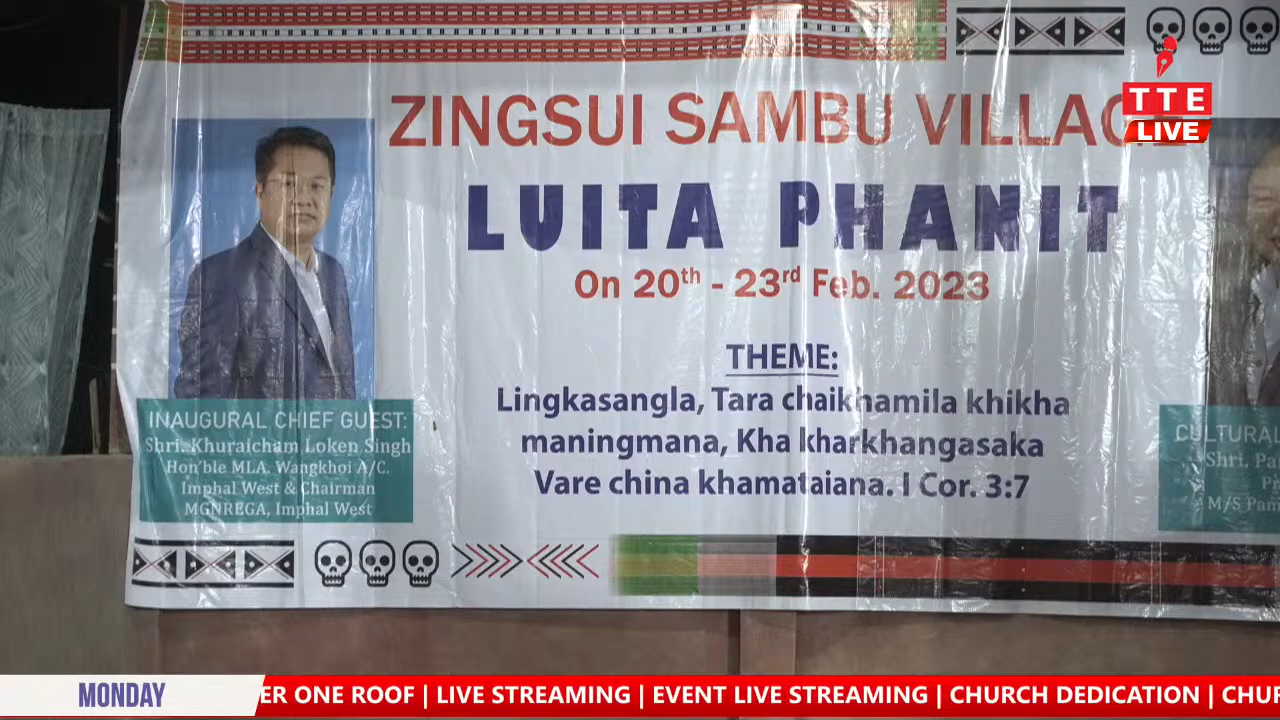 ZINGSUI SAMBU
TTE
LIVE
LUITA PHANIT
On 20th - 23rd Feb. 2023
THEME:
Lingkasangla, Tara chaikhamila khikha
maningmana, Kha kharkhangasaka
Vare china khamataiana. I Cor. 3:7
INAUGURAL CHIEF GUEST:
Shri. Khuraicham Loken Singh
Hon'ble MLA. Wangkhoi A/C.
Imphal West & Chairman
MGNREGA, Imphal West
CULTURAL
Shri.
M/S
MONDAY
ER ONE ROOF | LIVE STREAMING | EVENT LIVE STREAMING | CHURCH DEDICATION |